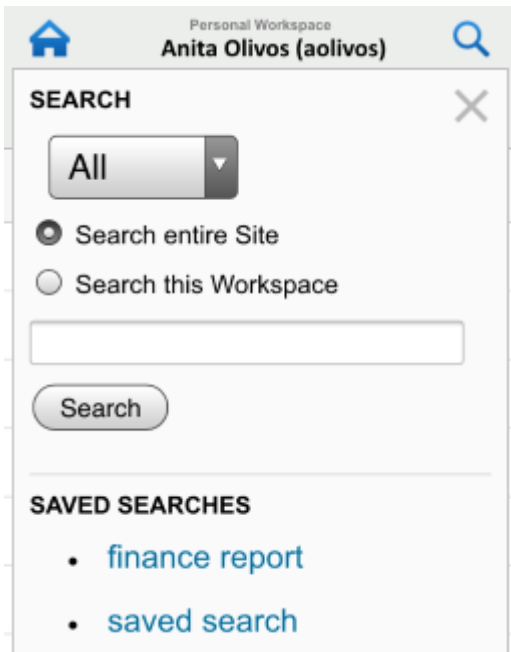 Personal Workspace
Anita Olivos (aolivos)
SEARCH
All
Search entire Site
Search this Workspace
Search
SAVED SEARCHES
finance report
saved search